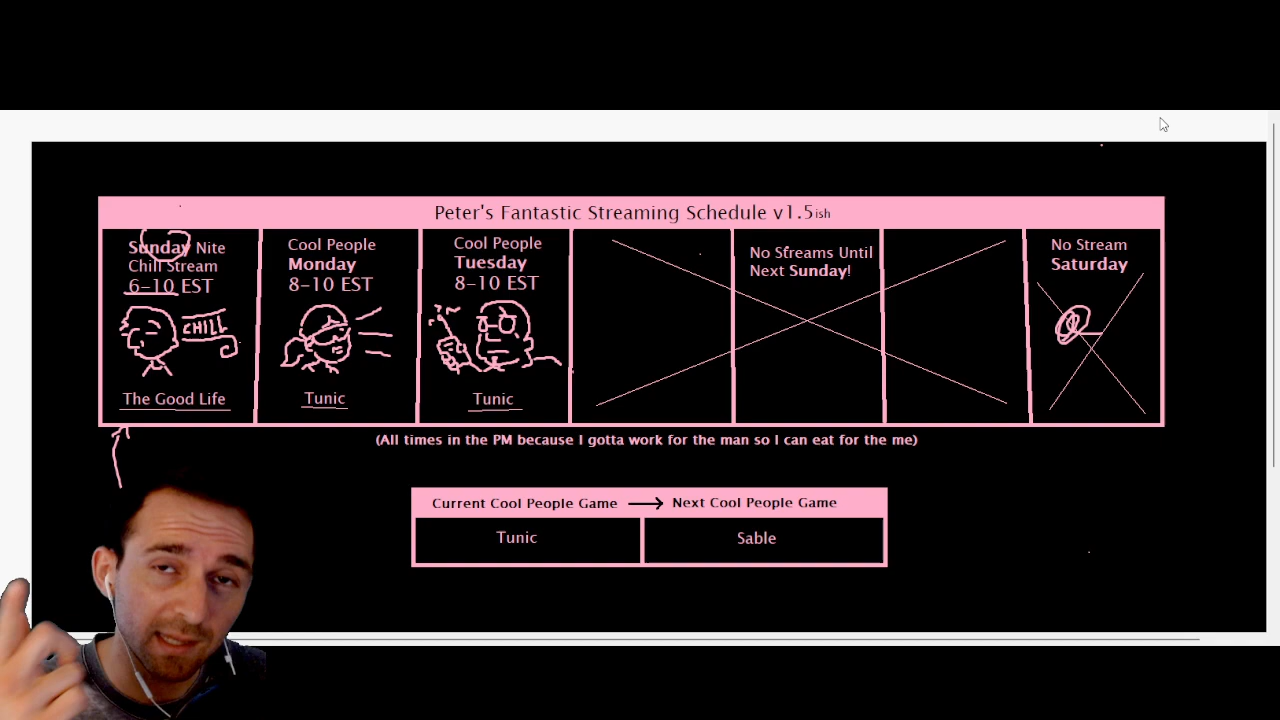 Peter's Fantastic Streaming Schedule v1.5ish
Sunday Nite
Chill Stream
6-10 EST
CHILL
The Good Life
Cool People
Monday
8-10 EST
Tunic
Cool People
Tuesday
8-10 EST
Tunic
No Streams Until
Next Sunday!
No Stream
Saturday
(All times in the PM because I gotta work for the man so I can eat for the me)
Current Cool People Game
Next Cool People Game
Tunic
Sable